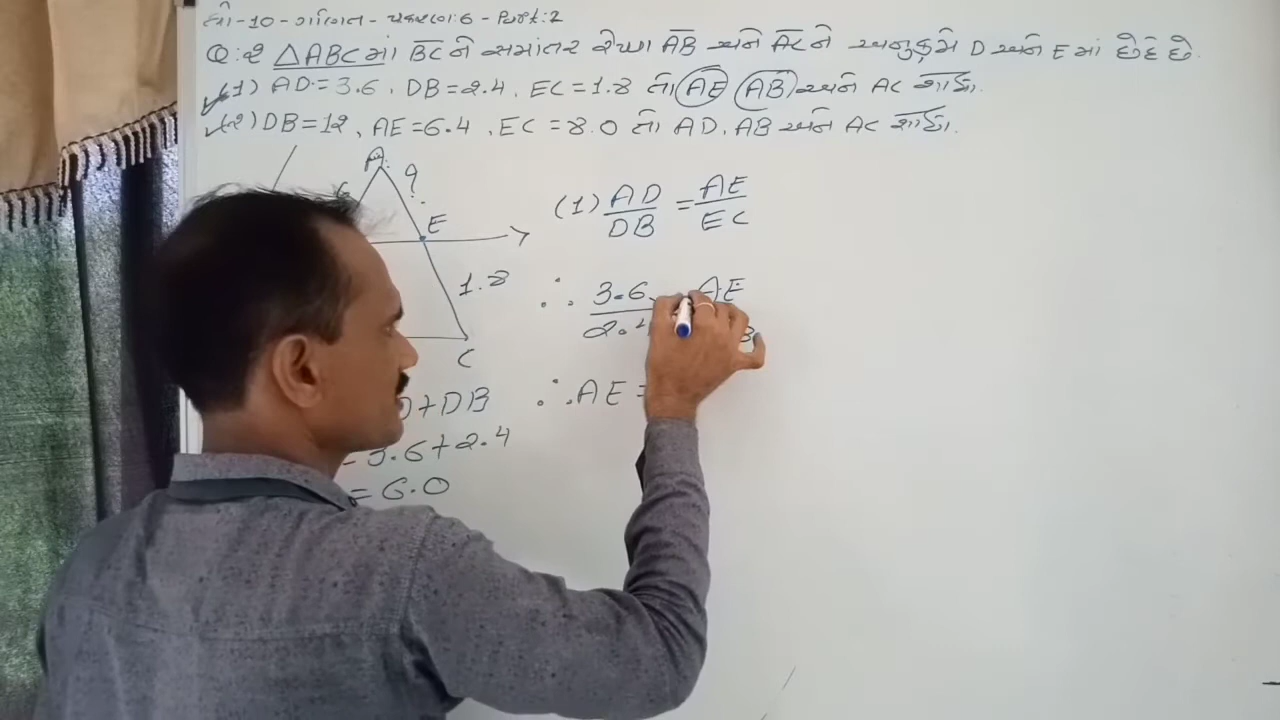 ધો-10-ગણિત-પ્રકરણ:6-Part:2
Q:2 △ABC માં BC ને સમાંતર રેખા AB અને AC ને અનુક્રમે D અને E માં છેદે છે.
(1) AD=3.6, DB=2.4, EC=1.8 તો AE AB અને AC શોધો.
(2) DB=12, AE=6.4, EC=8.0 તો AD, AB અને AC શોધો.
A
?
6
E
1.8
C
(1) AD/DB = AE/EC
∴ 3.6/2.4 AE
+DB
∴ AE =
=3.6+2.4
=6.0